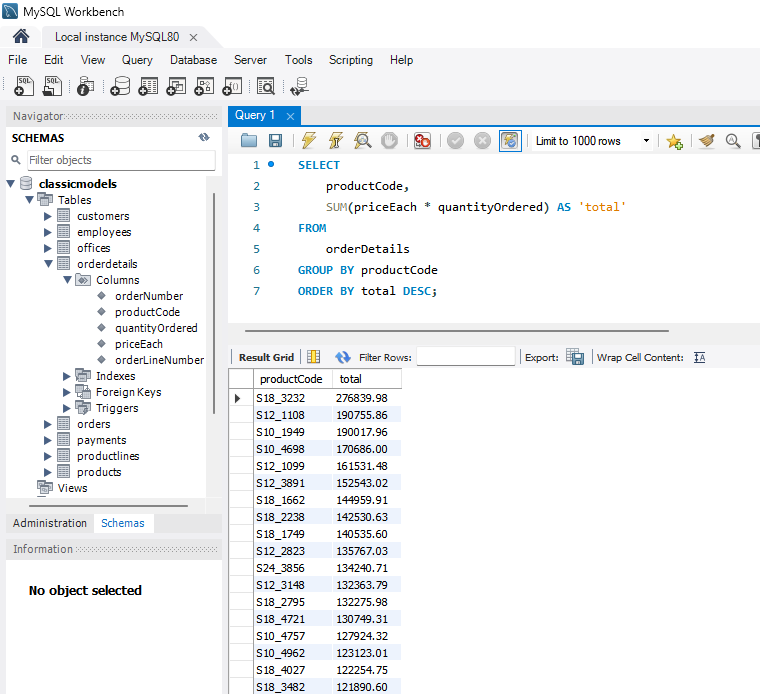 MySQL Workbench
Local instance MySQL80
File Edit View Query Database Server Tools Scripting Help
Navigator
SCHEMAS
Filter objects
classicmodels
Tables
customers
employees
offices
orderdetails
Columns
orderNumber
productCode
quantityOrdered
priceEach
orderLineNumber
Indexes
Foreign Keys
Triggers
orders
payments
productlines
products
Views
Administration Schemas
Information
No object selected
Query 1
Limit to 1000 rows
1 SELECT
2 productCode,
3 SUM(priceEach * quantityOrdered) AS 'total'
4 FROM
5 orderDetails
6 GROUP BY productCode
7 ORDER BY total DESC;
Result Grid Filter Rows: Export: Wrap Cell Content:
productCode total
S18_3232 276839.98
S12_1108 190755.86
S10_1949 190017.96
S10_4698 170686.00
S12_1099 161531.48
S12_3891 152543.02
S18_1662 144959.91
S18_2238 142530.63
S18_1749 140535.60
S12_2823 135767.03
S24_3856 134240.71
S12_3148 132363.79
S18_2795 132275.98
S18_4721 130749.31
S10_4757 127924.32
S10_4962 123123.01
S18_4027 122254.75
S18_3482 121890.60